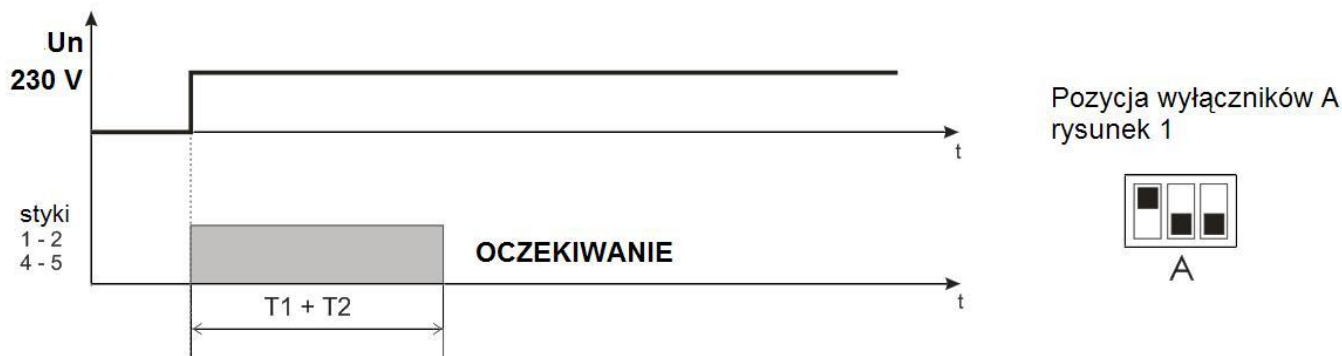 Un
230 V
t
Pozycja wyłączników A
rysunek 1
A
styki
1 - 2
4 - 5
OCZEKIWANIE
t
T1 + T2